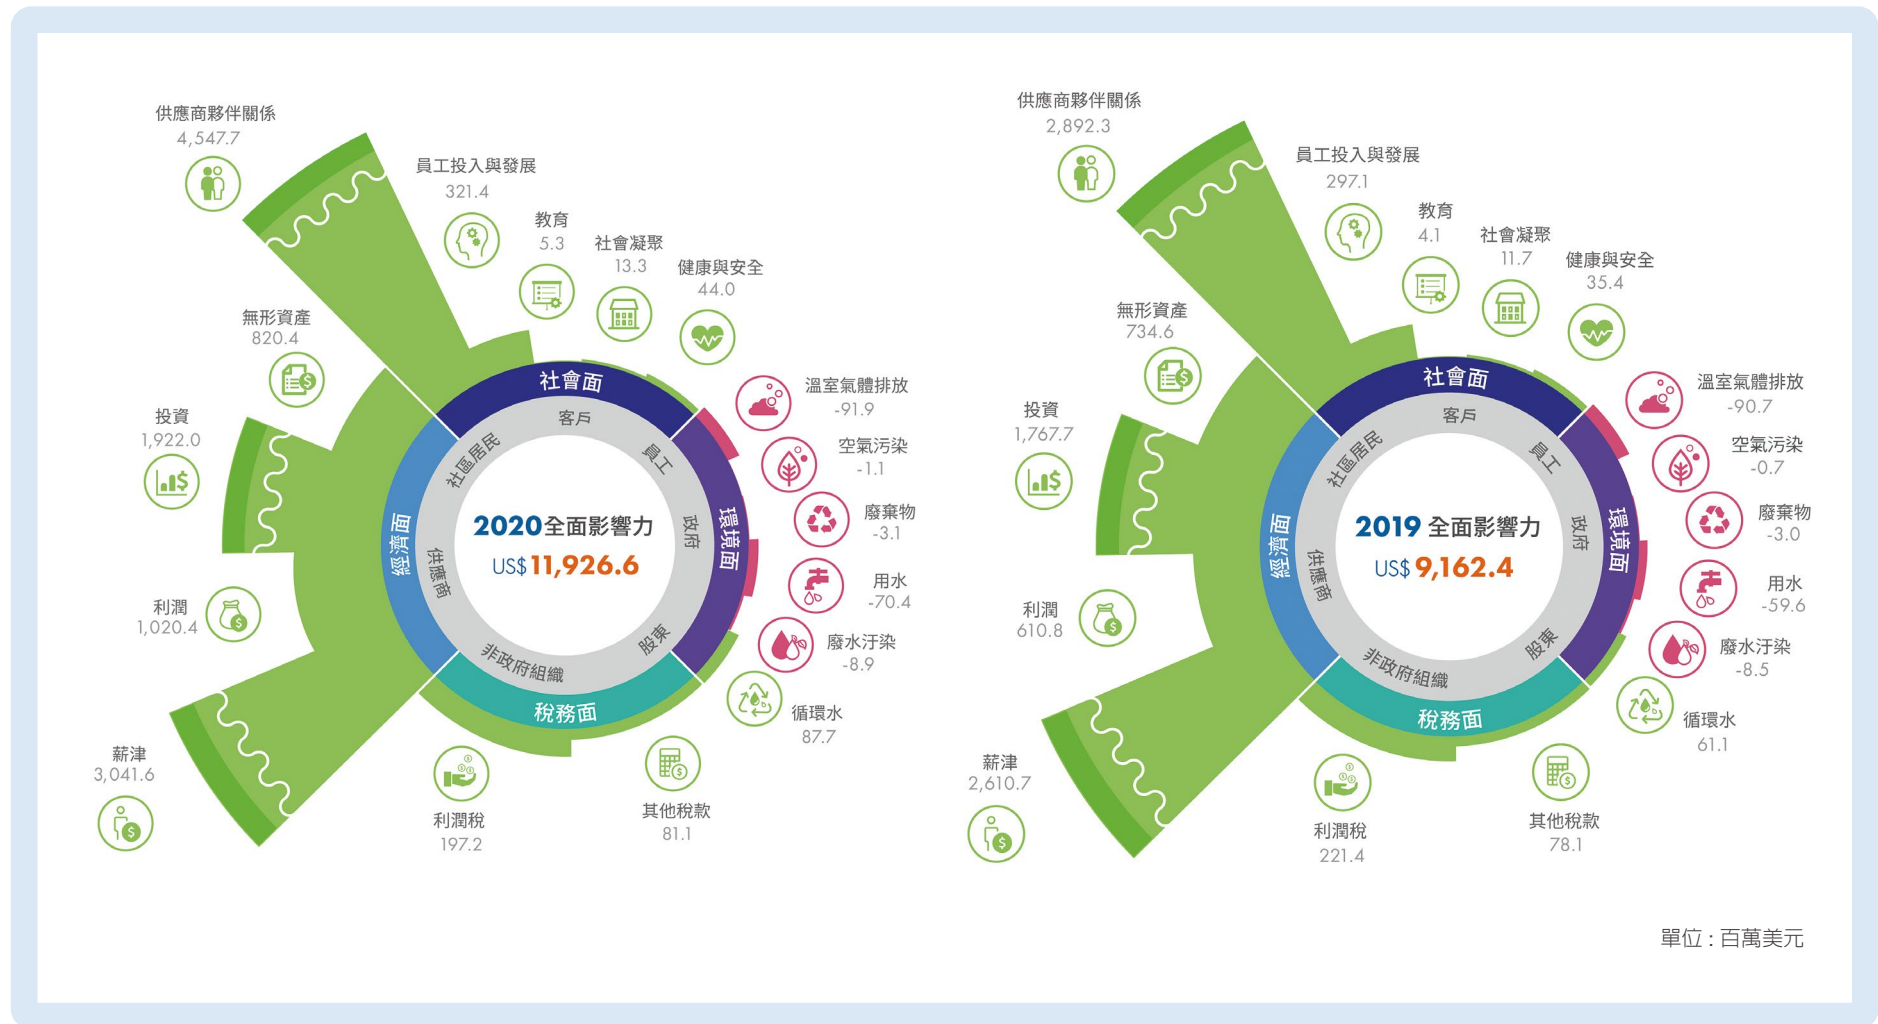 供應商夥伴關係
4,547.7
員工投入與發展
321.4
教育
5.3
社會凝聚
13.3
健康與安全
44.0
無形資產
820.4
投資
1,922.0
利潤
1,020.4
薪津
3,041.6
溫室氣體排放
-91.9
空氣污染
-1.1
廢棄物
-3.1
用水
-70.4
廢水汙染
-8.9
循環水
87.7
其他稅款
81.1
利潤稅
197.2
社會面
環境面
稅務面
經濟面
客戶
員工
政府
股東
非政府組織
供應商
社區居民
2020全面影響力
US$ 11,926.6
供應商夥伴關係
2,892.3
員工投入與發展
297.1
教育
4.1
社會凝聚
11.7
健康與安全
35.4
無形資產
734.6
投資
1,767.7
利潤
610.8
薪津
2,610.7
溫室氣體排放
-90.7
空氣污染
-0.7
廢棄物
-3.0
用水
-59.6
廢水汙染
-8.5
循環水
61.1
其他稅款
78.1
利潤稅
221.4
社會面
環境面
稅務面
經濟面
客戶
員工
政府
股東
非政府組織
供應商
社區居民
2019 全面影響力
US$ 9,162.4
單位 : 百萬美元